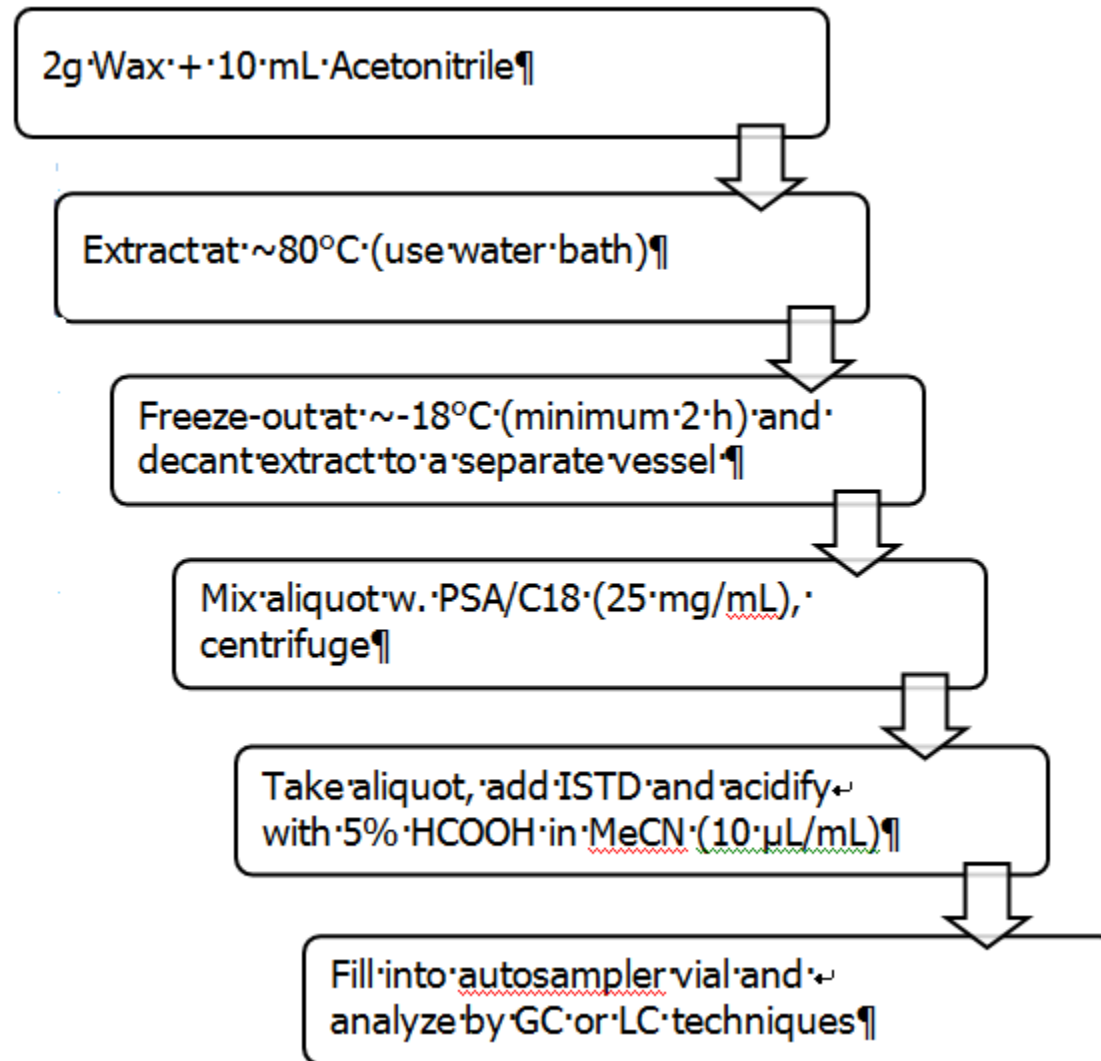 2g·Wax·+·10·mL·Acetonitrile¶
Extract·at·~80°C·(use·water·bath)¶
Freeze-out·at·~-18°C·(minimum·2·h)·and·
decant·extract·to·a·separate·vessel·¶
Mix·aliquot·w.·PSA/C18·(25·mg/mL),·
centrifuge¶
Take·aliquot,·add·ISTD·and·acidify↵
with·5%·HCOOH·in·MeCN·(10·µL/mL)¶
Fill·into·autosampler·vial·and·↵
analyze·by·GC·or·LC·techniques¶